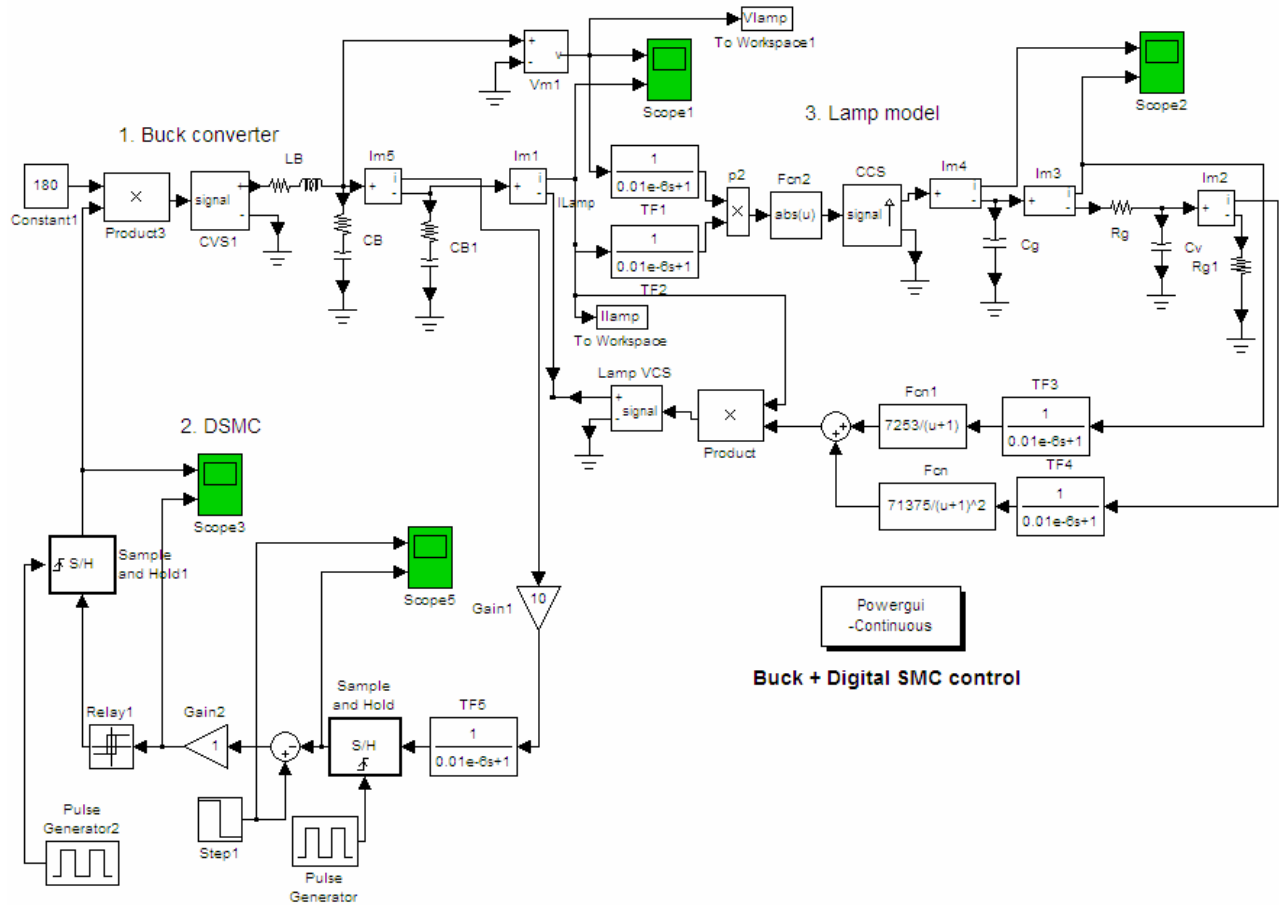 Vlamp
To Workspace1
+
-
v
Vm1
Scope1
Scope2
1. Buck converter
3. Lamp model
180
Constant1
×
Product3
signal
+
-
CVS1
LB
CB
Im5
+
i
-
CB1
Im1
+
i
-
ILamp
1
0.01e-6s+1
TF1
1
0.01e-6s+1
TF2
p2
×
Fcn2
abs(u)
CCS
signal
Im4
+
i
-
Cg
Im3
+
i
-
Rg
Cv
Im2
+
i
-
Rg1
Ilamp
To Workspace
Lamp VCS
+
-
signal
×
Product
+
+
Fcn1
7253/(u+1)
TF3
1
0.01e-6s+1
Fcn
71375/(u+1)^2
TF4
1
0.01e-6s+1
2. DSMC
Scope3
S/H
Sample
and Hold1
Scope5
10
Gain1
Powergui
-Continuous
Buck + Digital SMC control
Relay1
Gain2
1
-
+
Sample
and Hold
S/H
TF5
1
0.01e-6s+1
Step1
Pulse
Generator2
Pulse
Generator